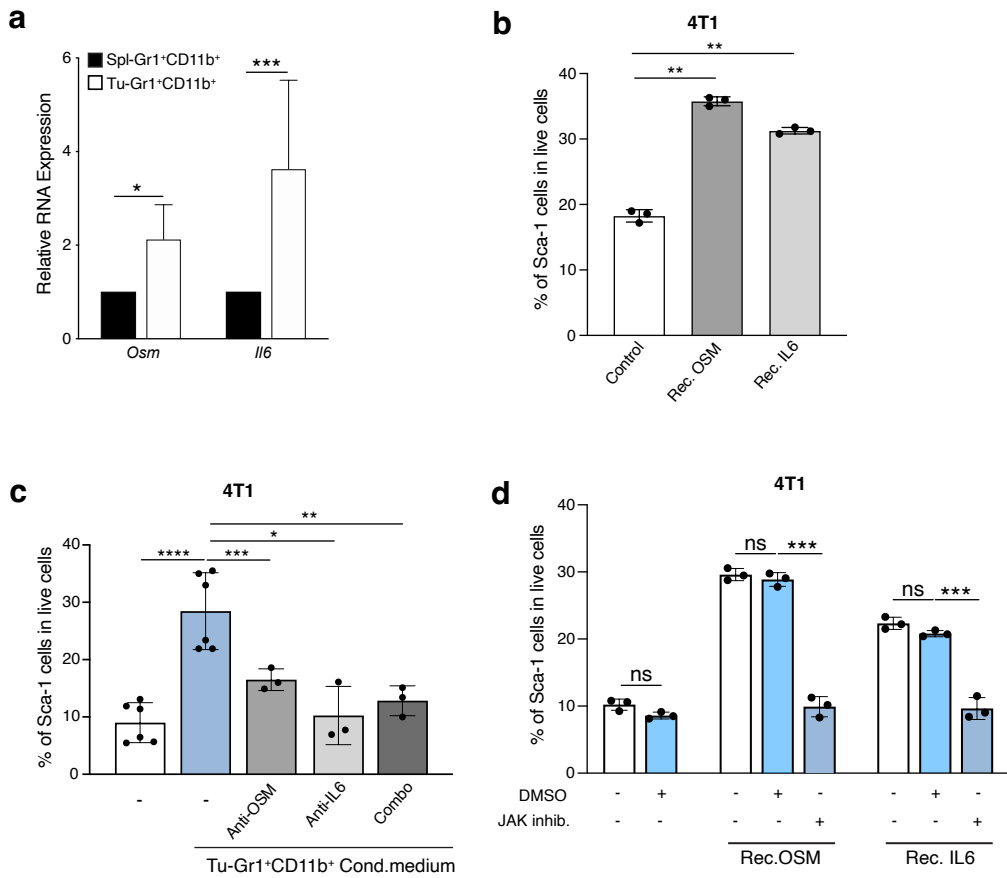 a
Spl-Gr1⁺CD11b⁺
Tu-Gr1⁺CD11b⁺
***
*
Relative RNA Expression
6
4
2
0
Osm Il6
b
4T1
**
**
% of Sca-1 cells in live cells
40
30
20
10
0
Control Rec. OSM Rec. IL6
c
4T1
**
*
**** ***
% of Sca-1 cells in live cells
40
30
20
10
0
- - Anti-OSM Anti-IL6 Combo
Tu-Gr1⁺CD11b⁺ Cond.medium
d
4T1
ns ***
ns ***
ns
% of Sca-1 cells in live cells
40
30
20
10
0
DMSO - + - + - - + -
JAK inhib. - - - - + - - +
Rec.OSM Rec. IL6